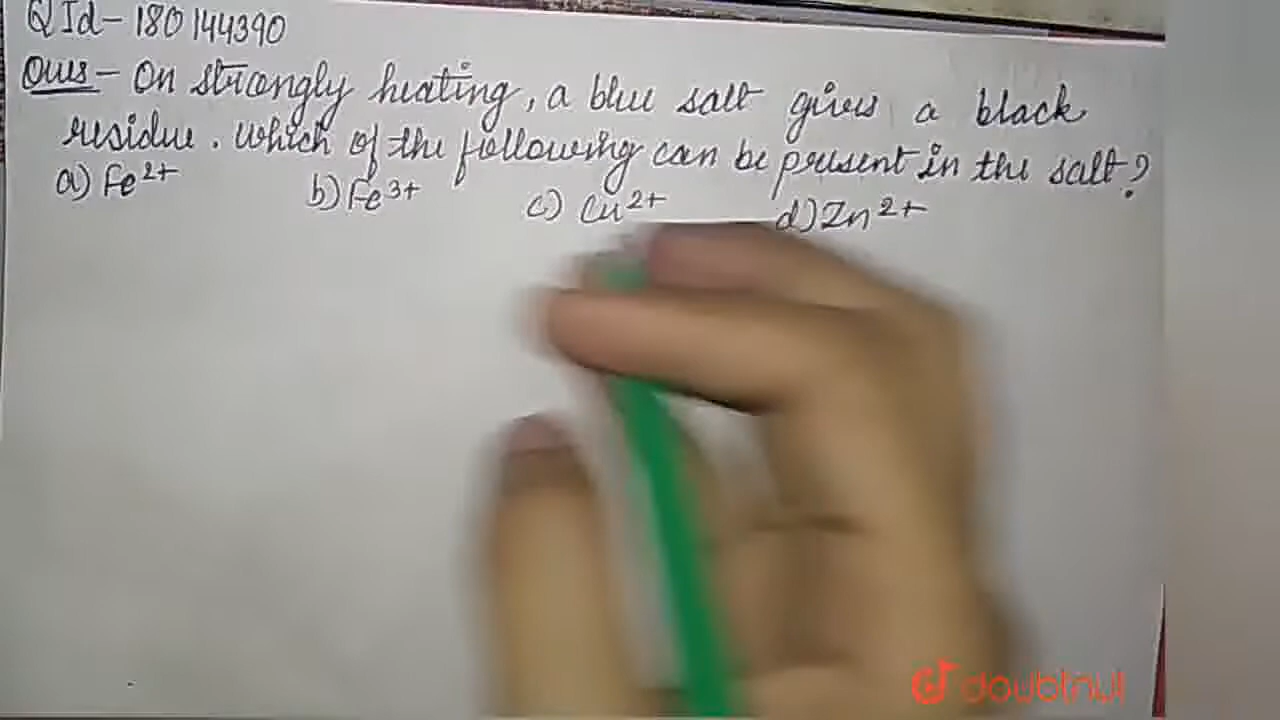 QId-180144390
Ques- On strongly heating, a blue salt gives a black
residue. Which of the following can be present in the salt?
a) Fe2+ b) Fe3+ c) Cu2+ d) Zn2+
doubtnut